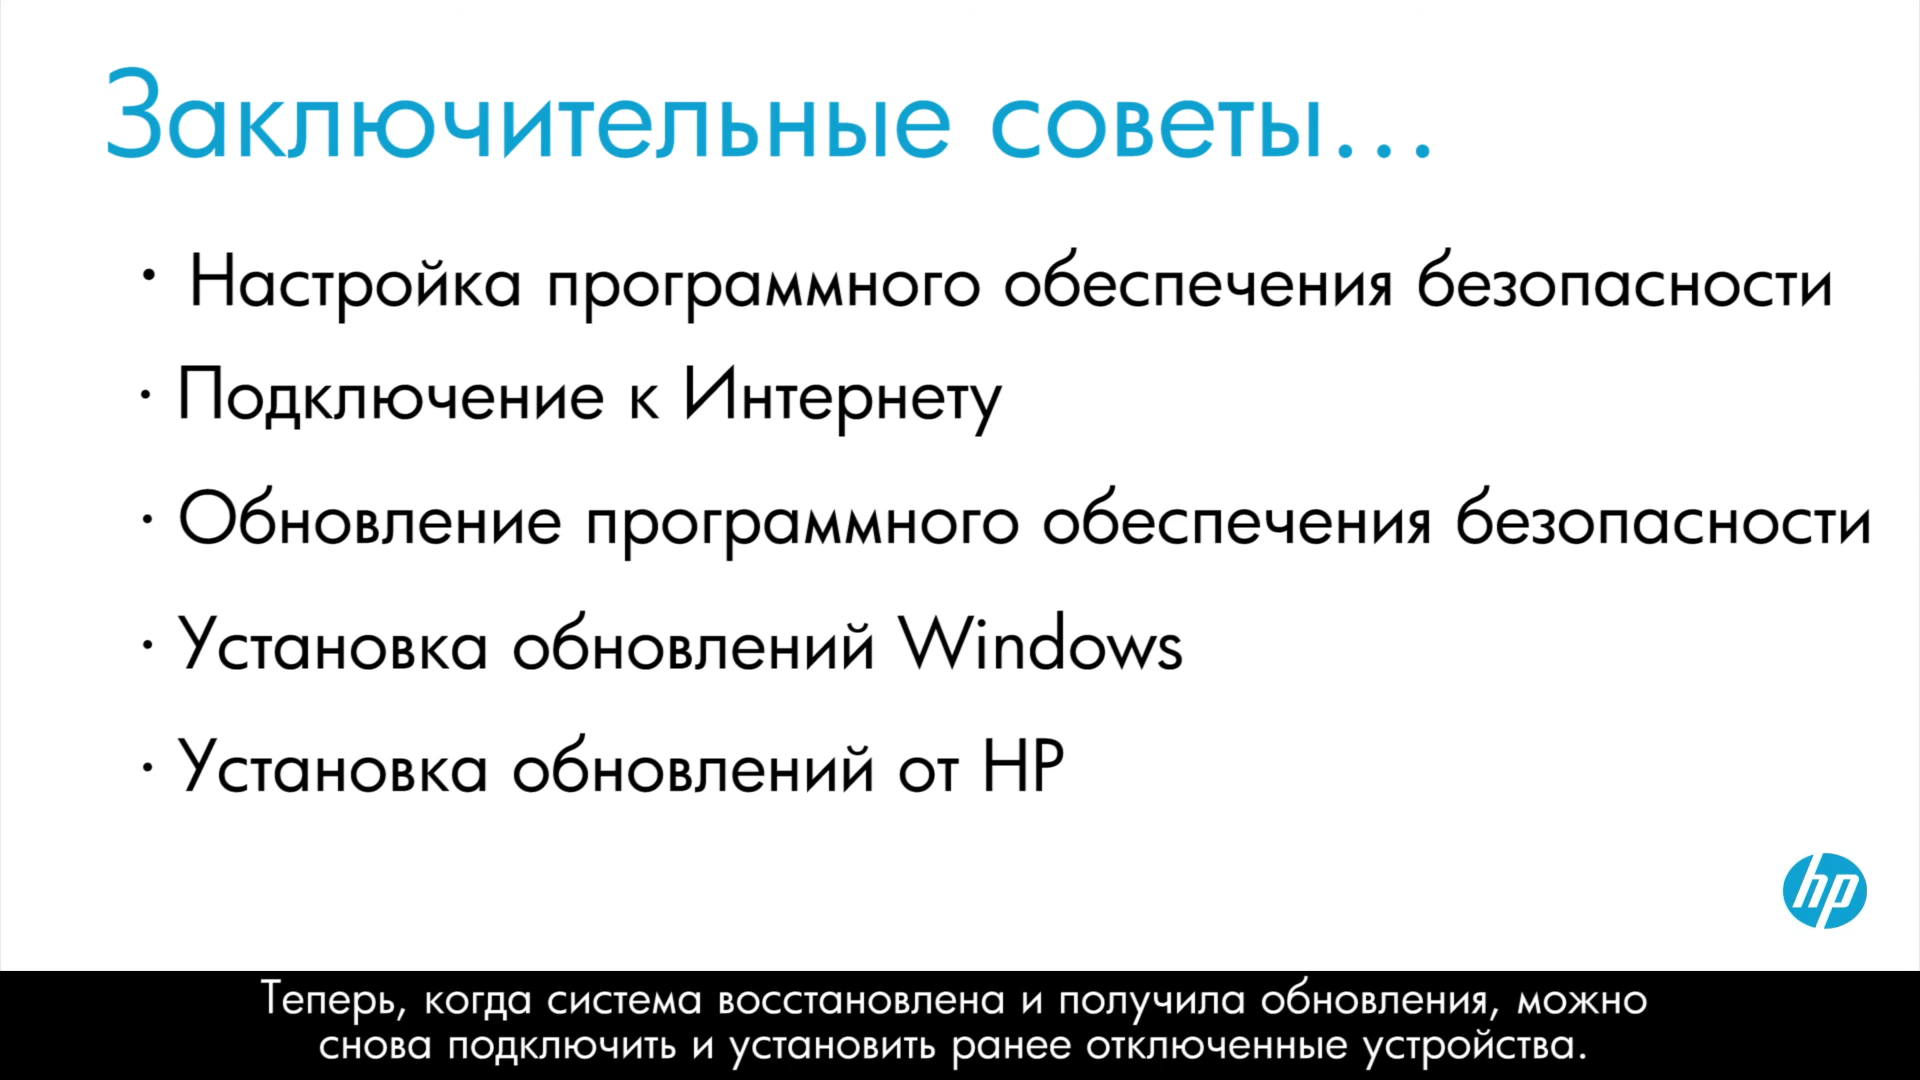 Заключительные советы...
· Настройка программного обеспечения безопасности
· Подключение к Интернету
· Обновление программного обеспечения безопасности
· Установка обновлений Windows
· Установка обновлений от HP
hp
Теперь, когда система восстановлена и получила обновления, можно
снова подключить и установить ранее отключенные устройства.